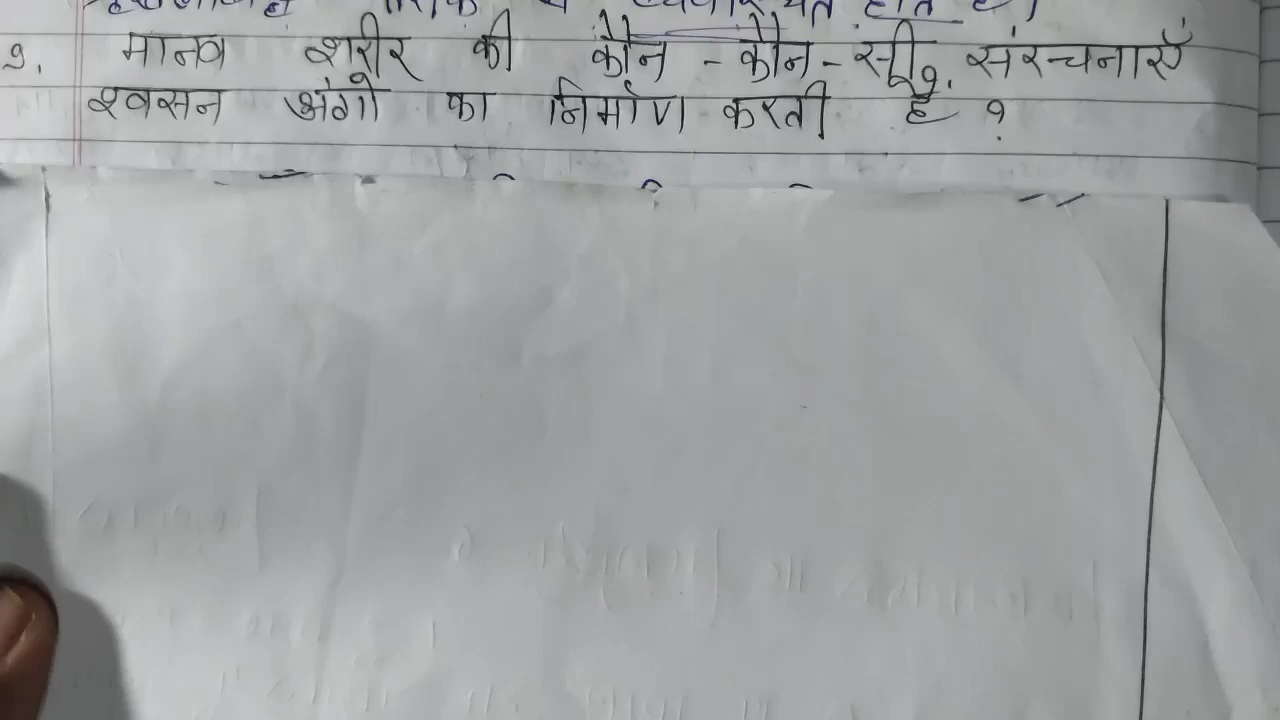 होते है।
9. मानव शरीर की कौन - कौन - सी संरचनाएँ
श्वसन अंगो का निर्माण करती है ?